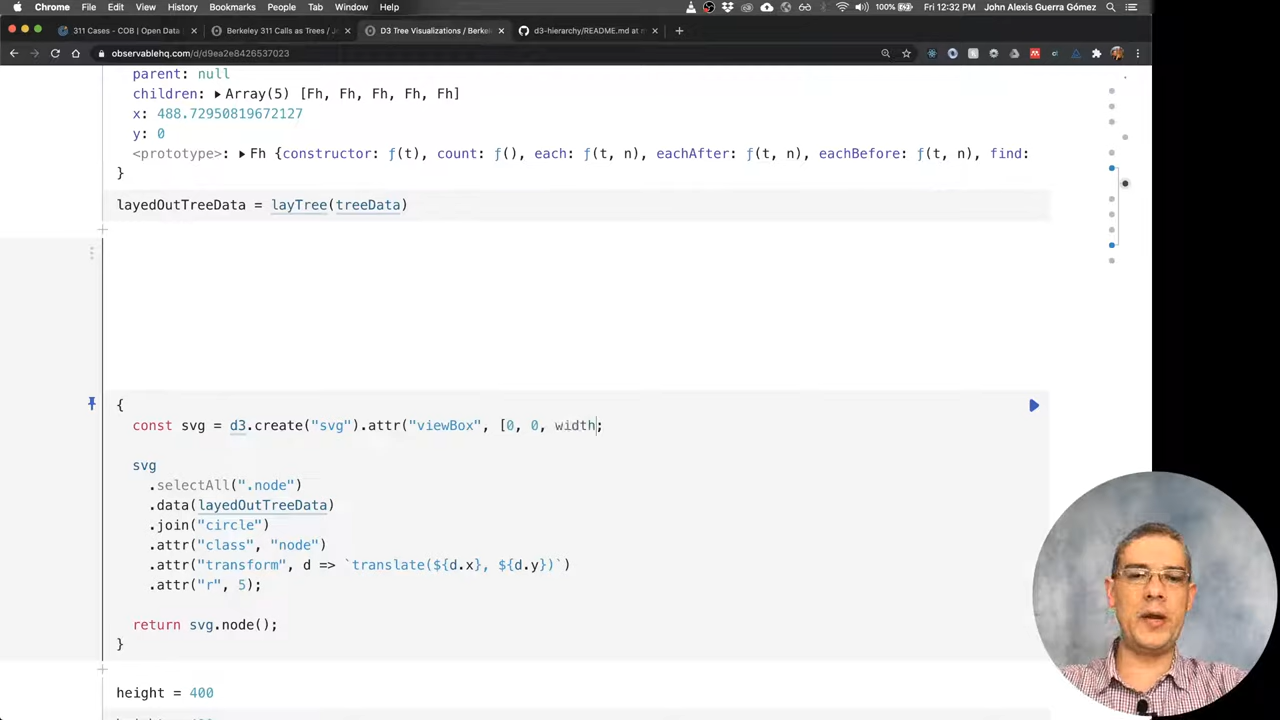 Chrome File Edit View History Bookmarks People Tab Window Help 100% Fri 12:32 PM John Alexis Guerra Gómez
311 Cases - COB | Open Data Berkeley 311 Calls as Trees / J D3 Tree Visualizations / Berke d3-hierarchy/README.md at
observablehq.com/d/d9ea2e8426537023
parent: null
children: ▶ Array(5) [Fh, Fh, Fh, Fh, Fh]
x: 488.72950819672127
y: 0
<prototype>: ▶ Fh {constructor: ƒ(t), count: ƒ(), each: ƒ(t, n), eachAfter: ƒ(t, n), eachBefore: ƒ(t, n), find:
}
layedOutTreeData = layTree(treeData)
{
const svg = d3.create("svg").attr("viewBox", [0, 0, width;
svg
.selectAll(".node")
.data(layedOutTreeData)
.join("circle")
.attr("class", "node")
.attr("transform", d => `translate(${d.x}, ${d.y})`)
.attr("r", 5);
return svg.node();
}
height = 400